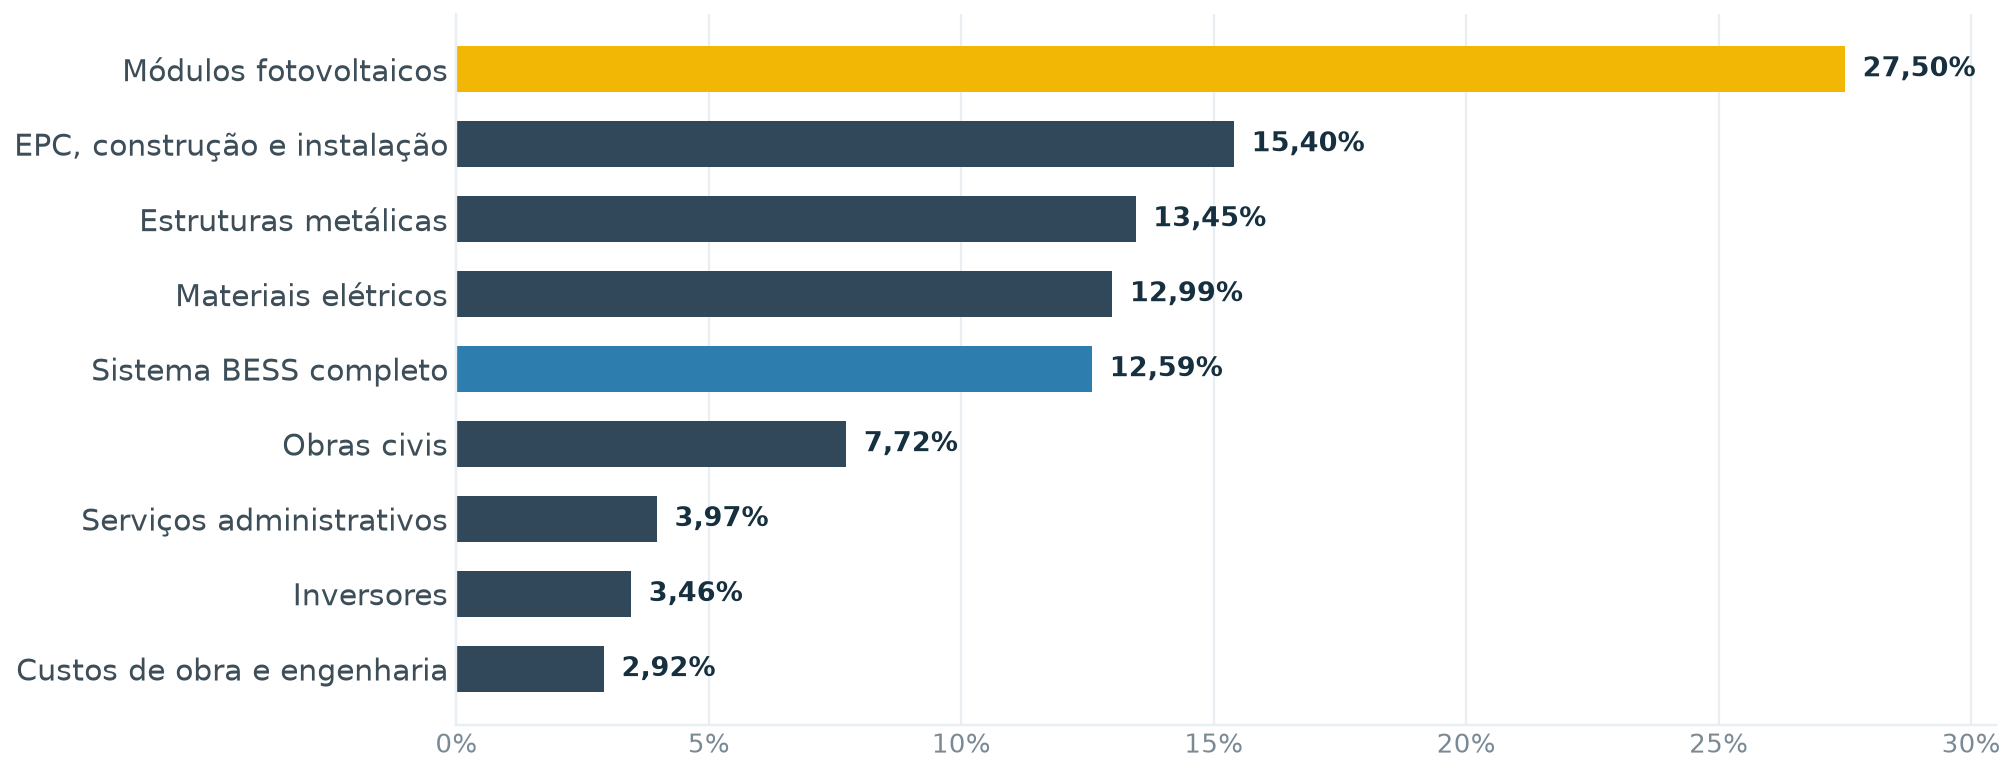 Módulos fotovoltaicos 27,50%
EPC, construção e instalação 15,40%
Estruturas metálicas 13,45%
Materiais elétricos 12,99%
Sistema BESS completo 12,59%
Obras civis 7,72%
Serviços administrativos 3,97%
Inversores 3,46%
Custos de obra e engenharia 2,92%
0% 5% 10% 15% 20% 25% 30%